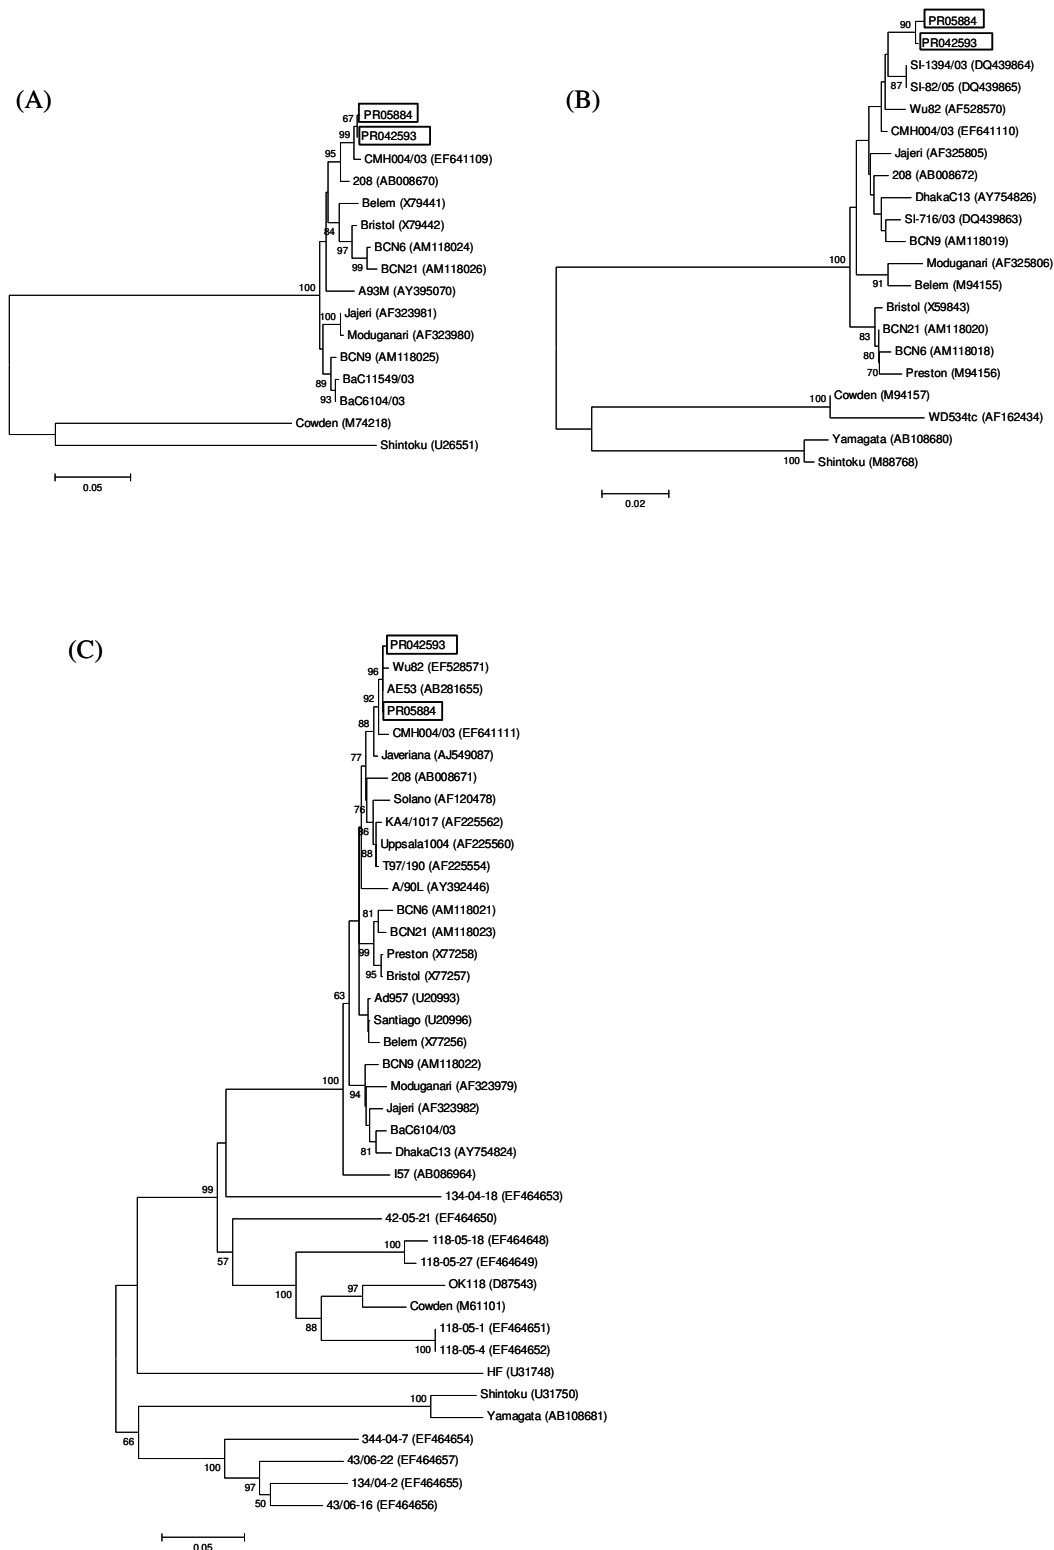 (A)
67
PR05884
99
PR042593
95
CMH004/03 (EF641109)
208 (AB008670)
Belem (X79441)
84
Bristol (X79442)
97
BCN6 (AM118024)
99
BCN21 (AM118026)
100
A93M (AY395070)
100
Jajeri (AF323981)
Moduganari (AF323980)
BCN9 (AM118025)
89
BaC11549/03
93
BaC6104/03
Cowden (M74218)
Shintoku (U26551)
0.05
(B)
90
PR05884
PR042593
SI-1394/03 (DQ439864)
87
SI-82/05 (DQ439865)
Wu82 (AF528570)
CMH004/03 (EF641110)
Jajeri (AF325805)
208 (AB008672)
DhakaC13 (AY754826)
SI-716/03 (DQ439863)
BCN9 (AM118019)
100
Moduganari (AF325806)
91
Belem (M94155)
Bristol (X59843)
83
BCN21 (AM118020)
80
BCN6 (AM118018)
70
Preston (M94156)
100
Cowden (M94157)
WD534tc (AF162434)
Yamagata (AB108680)
100
Shintoku (M88768)
0.02
(C)
PR042593
96
Wu82 (EF528571)
AE53 (AB281655)
92
PR05884
88
CMH004/03 (EF641111)
77
Javeriana (AJ549087)
208 (AB008671)
Solano (AF120478)
76
KA4/1017 (AF225562)
86
Uppsala1004 (AF225560)
88
T97/190 (AF225554)
A/90L (AY392446)
81
BCN6 (AM118021)
BCN21 (AM118023)
99
Preston (X77258)
95
Bristol (X77257)
63
Ad957 (U20993)
Santiago (U20996)
Belem (X77256)
BCN9 (AM118022)
100
94
Moduganari (AF323979)
Jajeri (AF323982)
BaC6104/03
81
DhakaC13 (AY754824)
I57 (AB086964)
99
134-04-18 (EF464653)
42-05-21 (EF464650)
57
100
118-05-18 (EF464648)
118-05-27 (EF464649)
100
97
OK118 (D87543)
Cowden (M61101)
88
118-05-1 (EF464651)
100
118-05-4 (EF464652)
HF (U31748)
100
Shintoku (U31750)
Yamagata (AB108681)
66
344-04-7 (EF464654)
100
43/06-22 (EF464657)
97
134/04-2 (EF464655)
50
43/06-16 (EF464656)
0.05